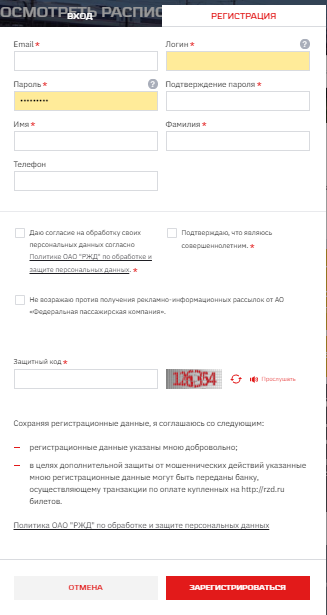 ОСМОТРЕТЬ РАСПИС
ВХОД
РЕГИСТРАЦИЯ
Email * Логин * ?
Пароль * ? Подтверждение пароля *
•••••••••
Имя * Фамилия *
Телефон
Даю согласие на обработку своих
персональных данных согласно
Политике ОАО "РЖД" по обработке и
защите персональных данных. *
Подтверждаю, что являюсь
совершеннолетним. *
Не возражаю против получения рекламно-информационных рассылок от АО
«Федеральная пассажирская компания».
Защитный код *
126354 Прослушать
Сохраняя регистрационные данные, я соглашаюсь со следующим:
— регистрационные данные указаны мною добровольно;
— в целях дополнительной защиты от мошеннических действий указанные
мною регистрационные данные могут быть переданы банку,
осуществляющему транзакции по оплате купленных на http://rzd.ru
билетов.
Политика ОАО "РЖД" по обработке и защите персональных данных
ОТМЕНА ЗАРЕГИСТРИРОВАТЬСЯ